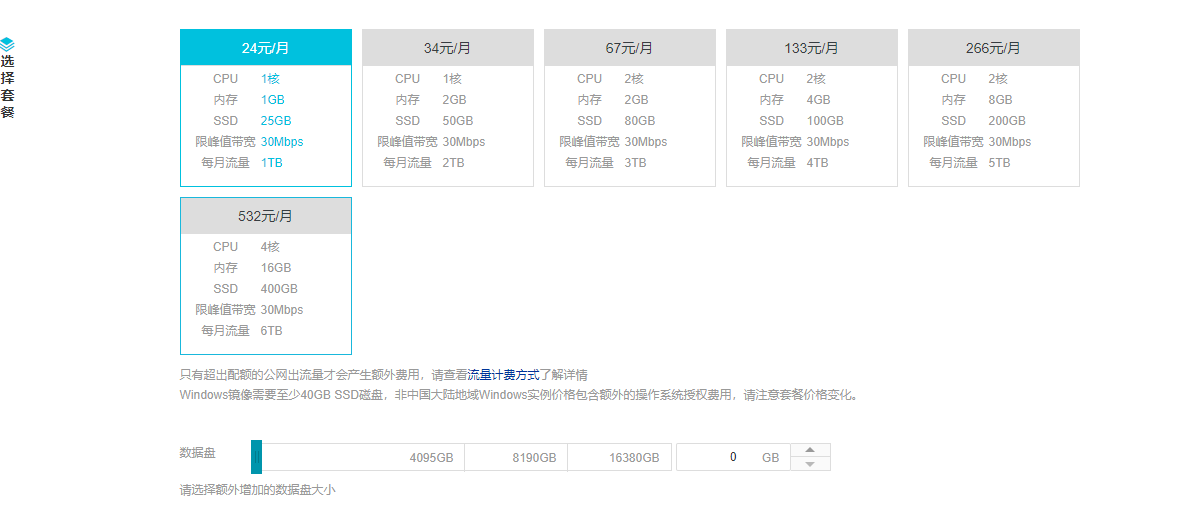 选择套餐
24元/月
CPU 1核
内存 1GB
SSD 25GB
限峰值带宽 30Mbps
每月流量 1TB
34元/月
CPU 1核
内存 2GB
SSD 50GB
限峰值带宽 30Mbps
每月流量 2TB
67元/月
CPU 2核
内存 2GB
SSD 80GB
限峰值带宽 30Mbps
每月流量 3TB
133元/月
CPU 2核
内存 4GB
SSD 100GB
限峰值带宽 30Mbps
每月流量 4TB
266元/月
CPU 2核
内存 8GB
SSD 200GB
限峰值带宽 30Mbps
每月流量 5TB
532元/月
CPU 4核
内存 16GB
SSD 400GB
限峰值带宽 30Mbps
每月流量 6TB
只有超出配额的公网出流量才会产生额外费用，请查看流量计费方式了解详情
Windows镜像需要至少40GB SSD磁盘，非中国大陆地域Windows实例价格包含额外的操作系统授权费用，请注意套餐价格变化。
数据盘 4095GB 8190GB 16380GB 0 GB
请选择额外增加的数据盘大小